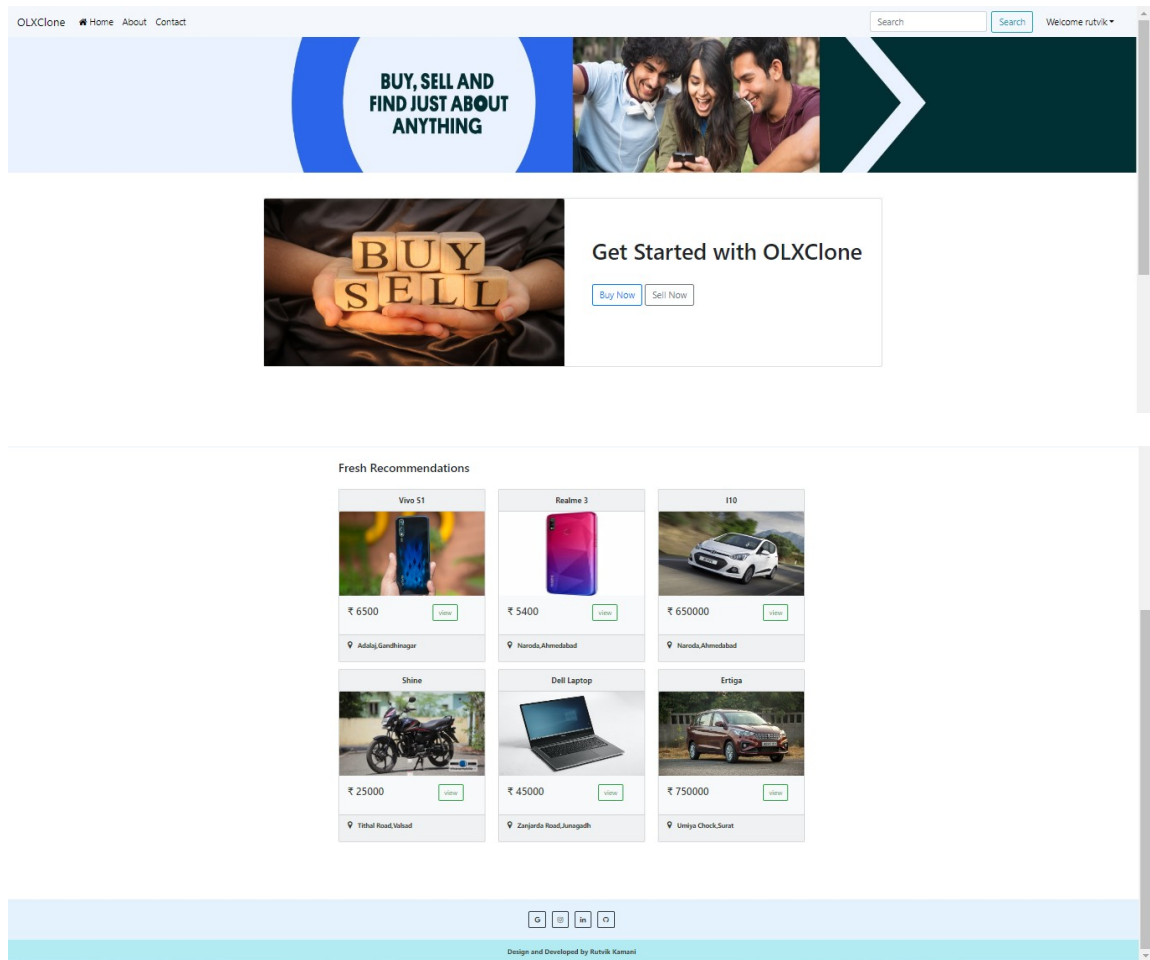 OLXClone Home About Contact Search Search Welcome rutvik
BUY, SELL AND
FIND JUST ABOUT
ANYTHING
BUY
SELL
Get Started with OLXClone
Buy Now Sell Now
Fresh Recommendations
Vivo S1 Realme 3 I10
₹ 6500 view ₹ 5400 view ₹ 650000 view
Adalaj,Gandhinagar Naroda,Ahmedabad Naroda,Ahmedabad
Shine Dell Laptop Ertiga
₹ 25000 view ₹ 45000 view ₹ 750000 view
Tithal Road,Valsad Zanjarda Road,Junagadh Umiya Chock,Surat
G in
Design and Developed by Rutvik Kamani